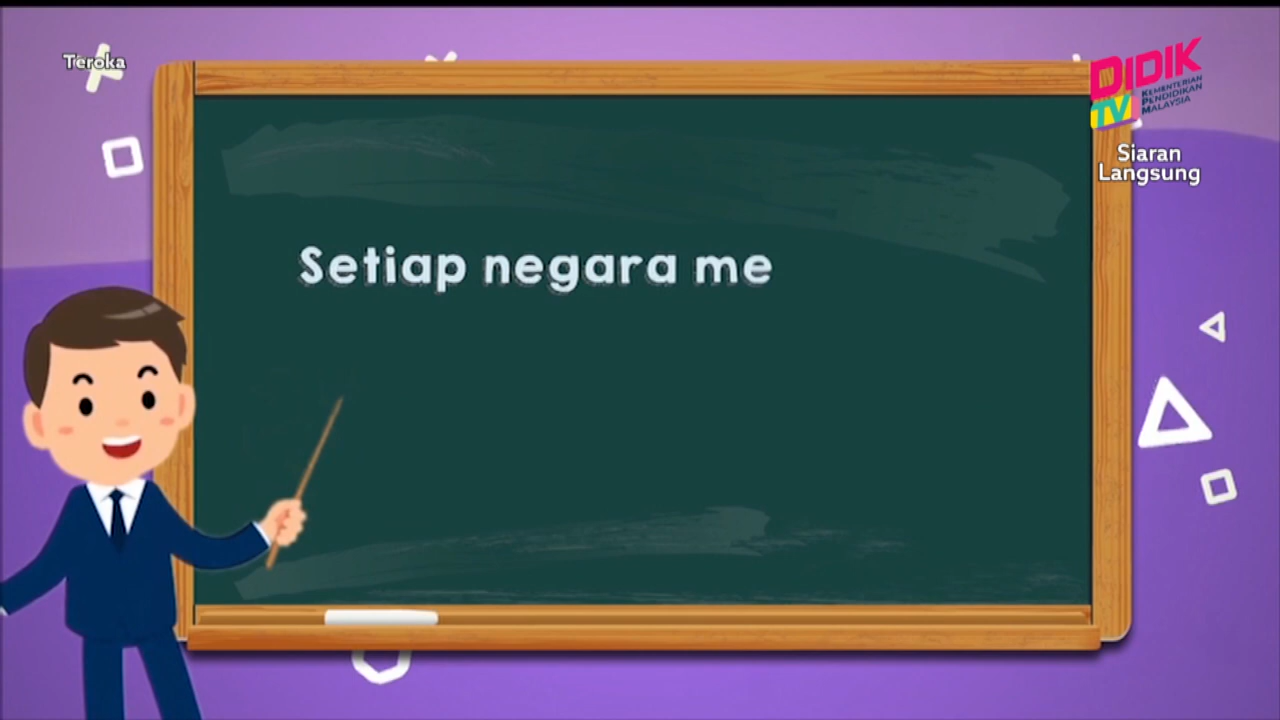 Teroka
DIDIK
TV
KEMENTERIAN
PENDIDIKAN
MALAYSIA
Siaran
Langsung
Setiap negara me